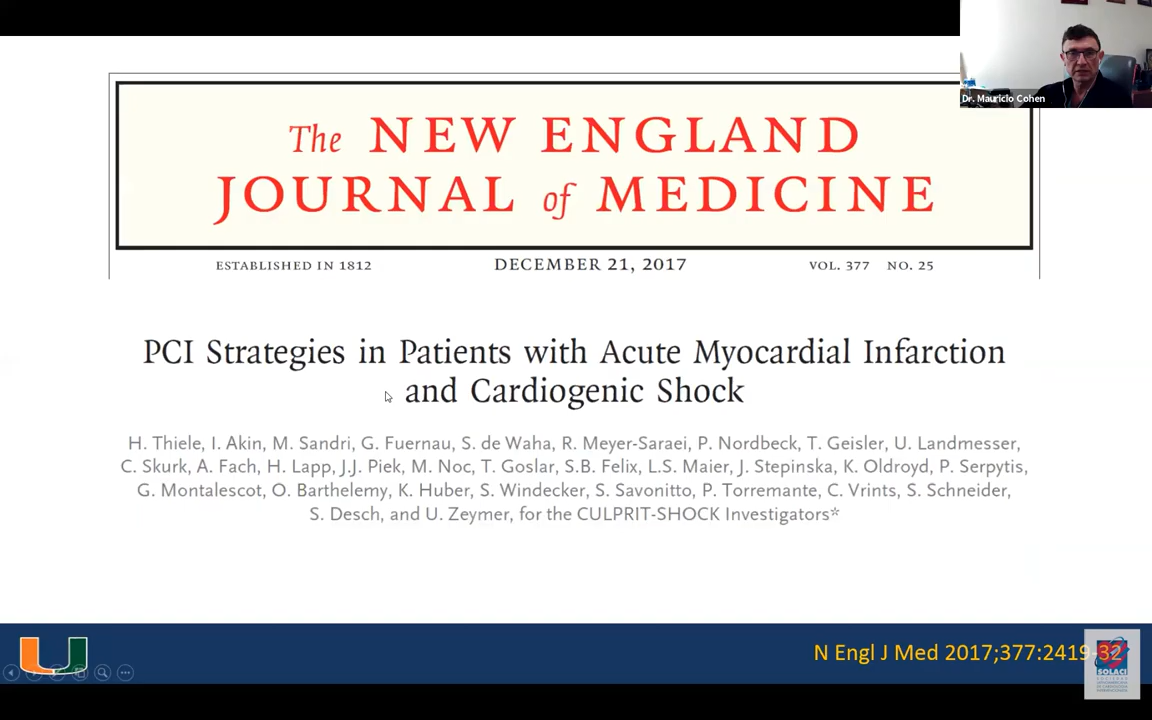 Dr. Mauricio Cohen
The NEW ENGLAND
JOURNAL of MEDICINE
ESTABLISHED IN 1812
DECEMBER 21, 2017
VOL. 377 NO. 25
PCI Strategies in Patients with Acute Myocardial Infarction
and Cardiogenic Shock
H. Thiele, I. Akin, M. Sandri, G. Fuernau, S. de Waha, R. Meyer-Saraei, P. Nordbeck, T. Geisler, U. Landmesser,
C. Skurk, A. Fach, H. Lapp, J.J. Piek, M. Noc, T. Goslar, S.B. Felix, L.S. Maier, J. Stepinska, K. Oldroyd, P. Serpytis,
G. Montalescot, O. Barthelemy, K. Huber, S. Windecker, S. Savonitto, P. Torremante, C. Vrints, S. Schneider,
S. Desch, and U. Zeymer, for the CULPRIT-SHOCK Investigators*
U
N Engl J Med 2017;377:2419-32
SOLACI